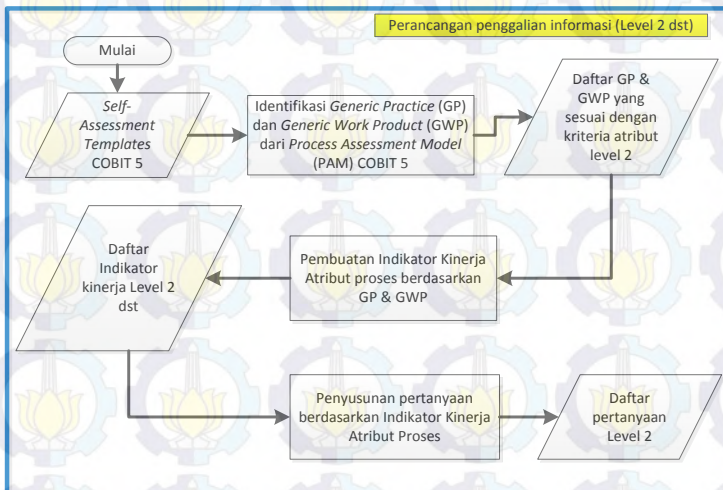 Perancangan penggalian informasi (Level 2 dst)
Mulai
Self-
Assessment
Templates
COBIT 5
Identifikasi Generic Practice (GP)
dan Generic Work Product (GWP)
dari Process Assessment Model
(PAM) COBIT 5
Daftar GP &
GWP yang
sesuai dengan
kriteria atribut
level 2
Pembuatan Indikator Kinerja
Atribut proses berdasarkan
GP & GWP
Daftar
Indikator
kinerja Level 2
dst
Penyusunan pertanyaan
berdasarkan Indikator Kinerja
Atribut Proses
Daftar
pertanyaan
Level 2